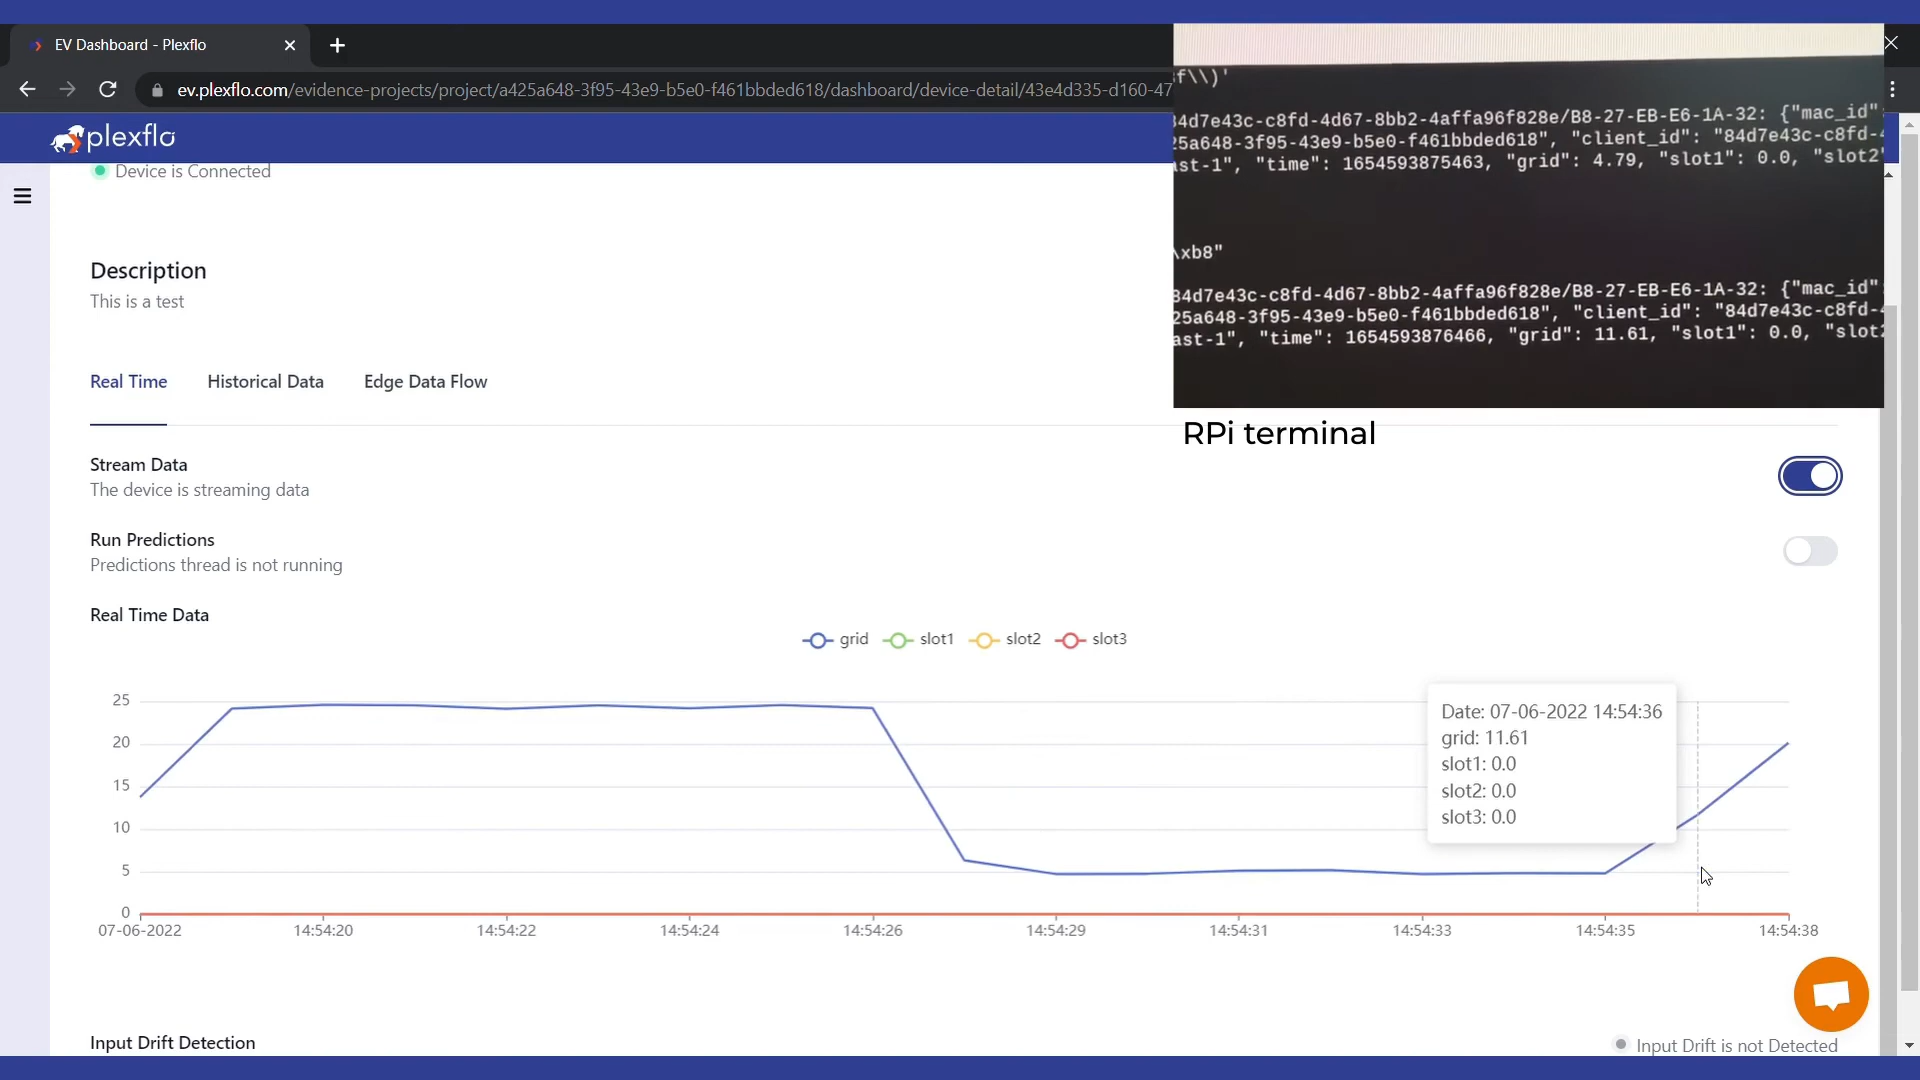 EV Dashboard - Plexflo
ev.plexflo.com/evidence-projects/project/a425a648-3f95-43e9-b5e0-f461bbded618/dashboard/device-detail/43e4d335-d160-47
plexflo
Device is Connected
Description
This is a test
Real Time Historical Data Edge Data Flow
Stream Data
The device is streaming data
Run Predictions
Predictions thread is not running
Real Time Data
grid slot1 slot2 slot3
25
20
15
10
5
0
07-06-2022 14:54:20 14:54:22 14:54:24 14:54:26 14:54:29 14:54:31 14:54:33 14:54:35 14:54:38
Date: 07-06-2022 14:54:36
grid: 11.61
slot1: 0.0
slot2: 0.0
slot3: 0.0
Input Drift Detection
Input Drift is not Detected
f\\)'
84d7e43c-c8fd-4d67-8bb2-4affa96f828e/B8-27-EB-E6-1A-32: {"mac_id"
25a648-3f95-43e9-b5e0-f461bbded618", "client_id": "84d7e43c-c8fd-4
ast-1", "time": 1654593875463, "grid": 4.79, "slot1": 0.0, "slot2"
\xb8"
84d7e43c-c8fd-4d67-8bb2-4affa96f828e/B8-27-EB-E6-1A-32: {"mac_id"
25a648-3f95-43e9-b5e0-f461bbded618", "client_id": "84d7e43c-c8fd-4
ast-1", "time": 1654593876466, "grid": 11.61, "slot1": 0.0, "slot2
RPi terminal